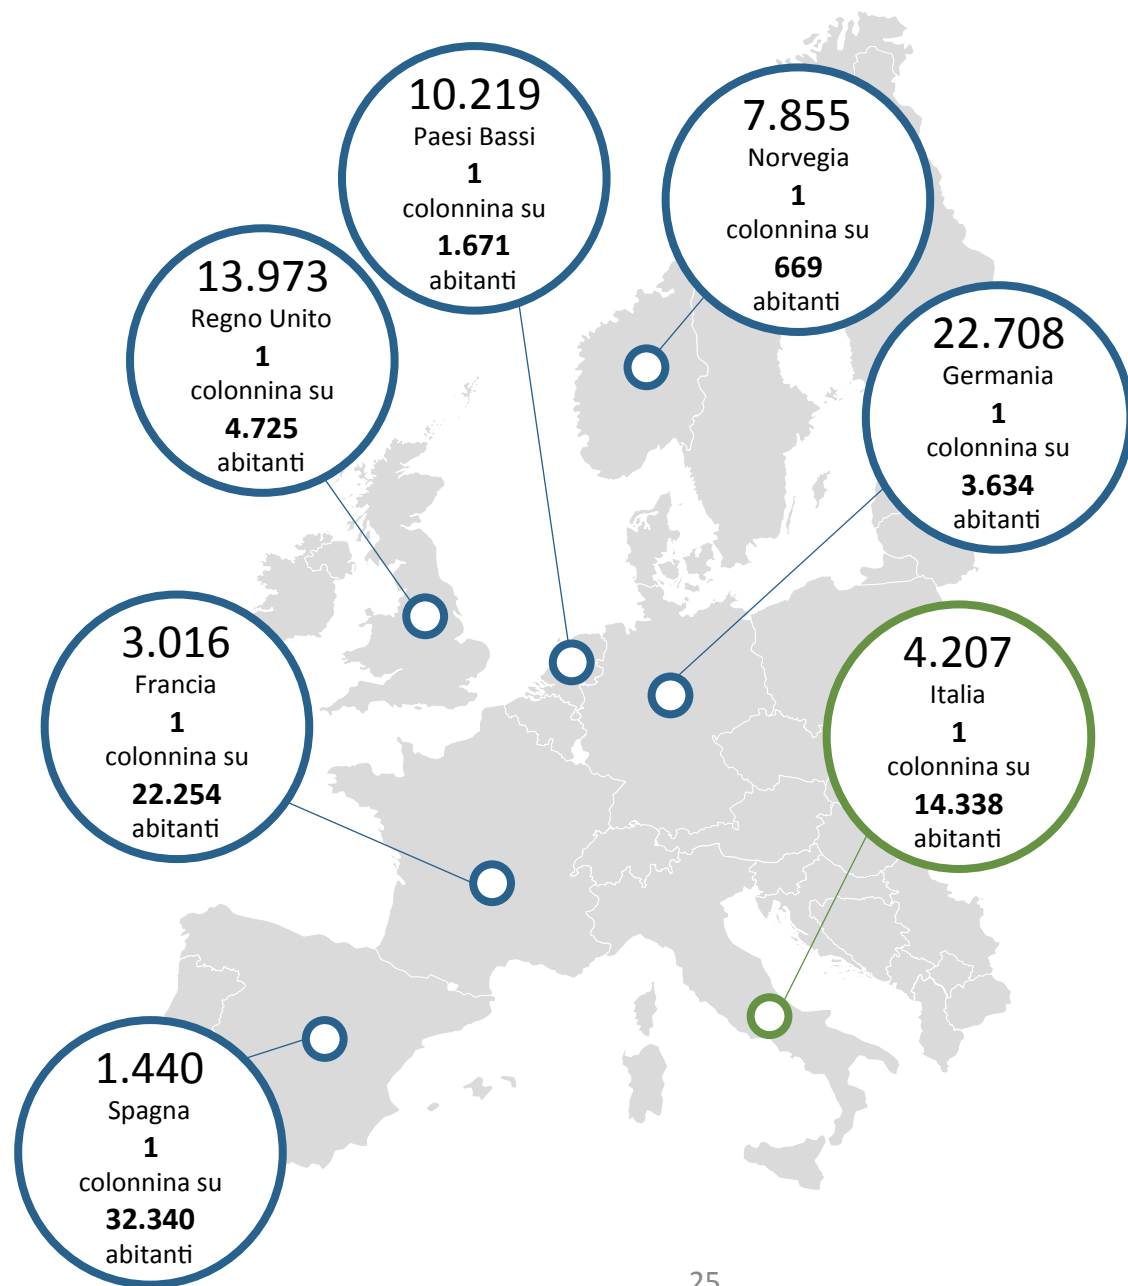 10.219
Paesi Bassi
1
colonnina su
1.671
abitanti
7.855
Norvegia
1
colonnina su
669
abitanti
13.973
Regno Unito
1
colonnina su
4.725
abitanti
22.708
Germania
1
colonnina su
3.634
abitanti
3.016
Francia
1
colonnina su
22.254
abitanti
4.207
Italia
1
colonnina su
14.338
abitanti
1.440
Spagna
1
colonnina su
32.340
abitanti
25